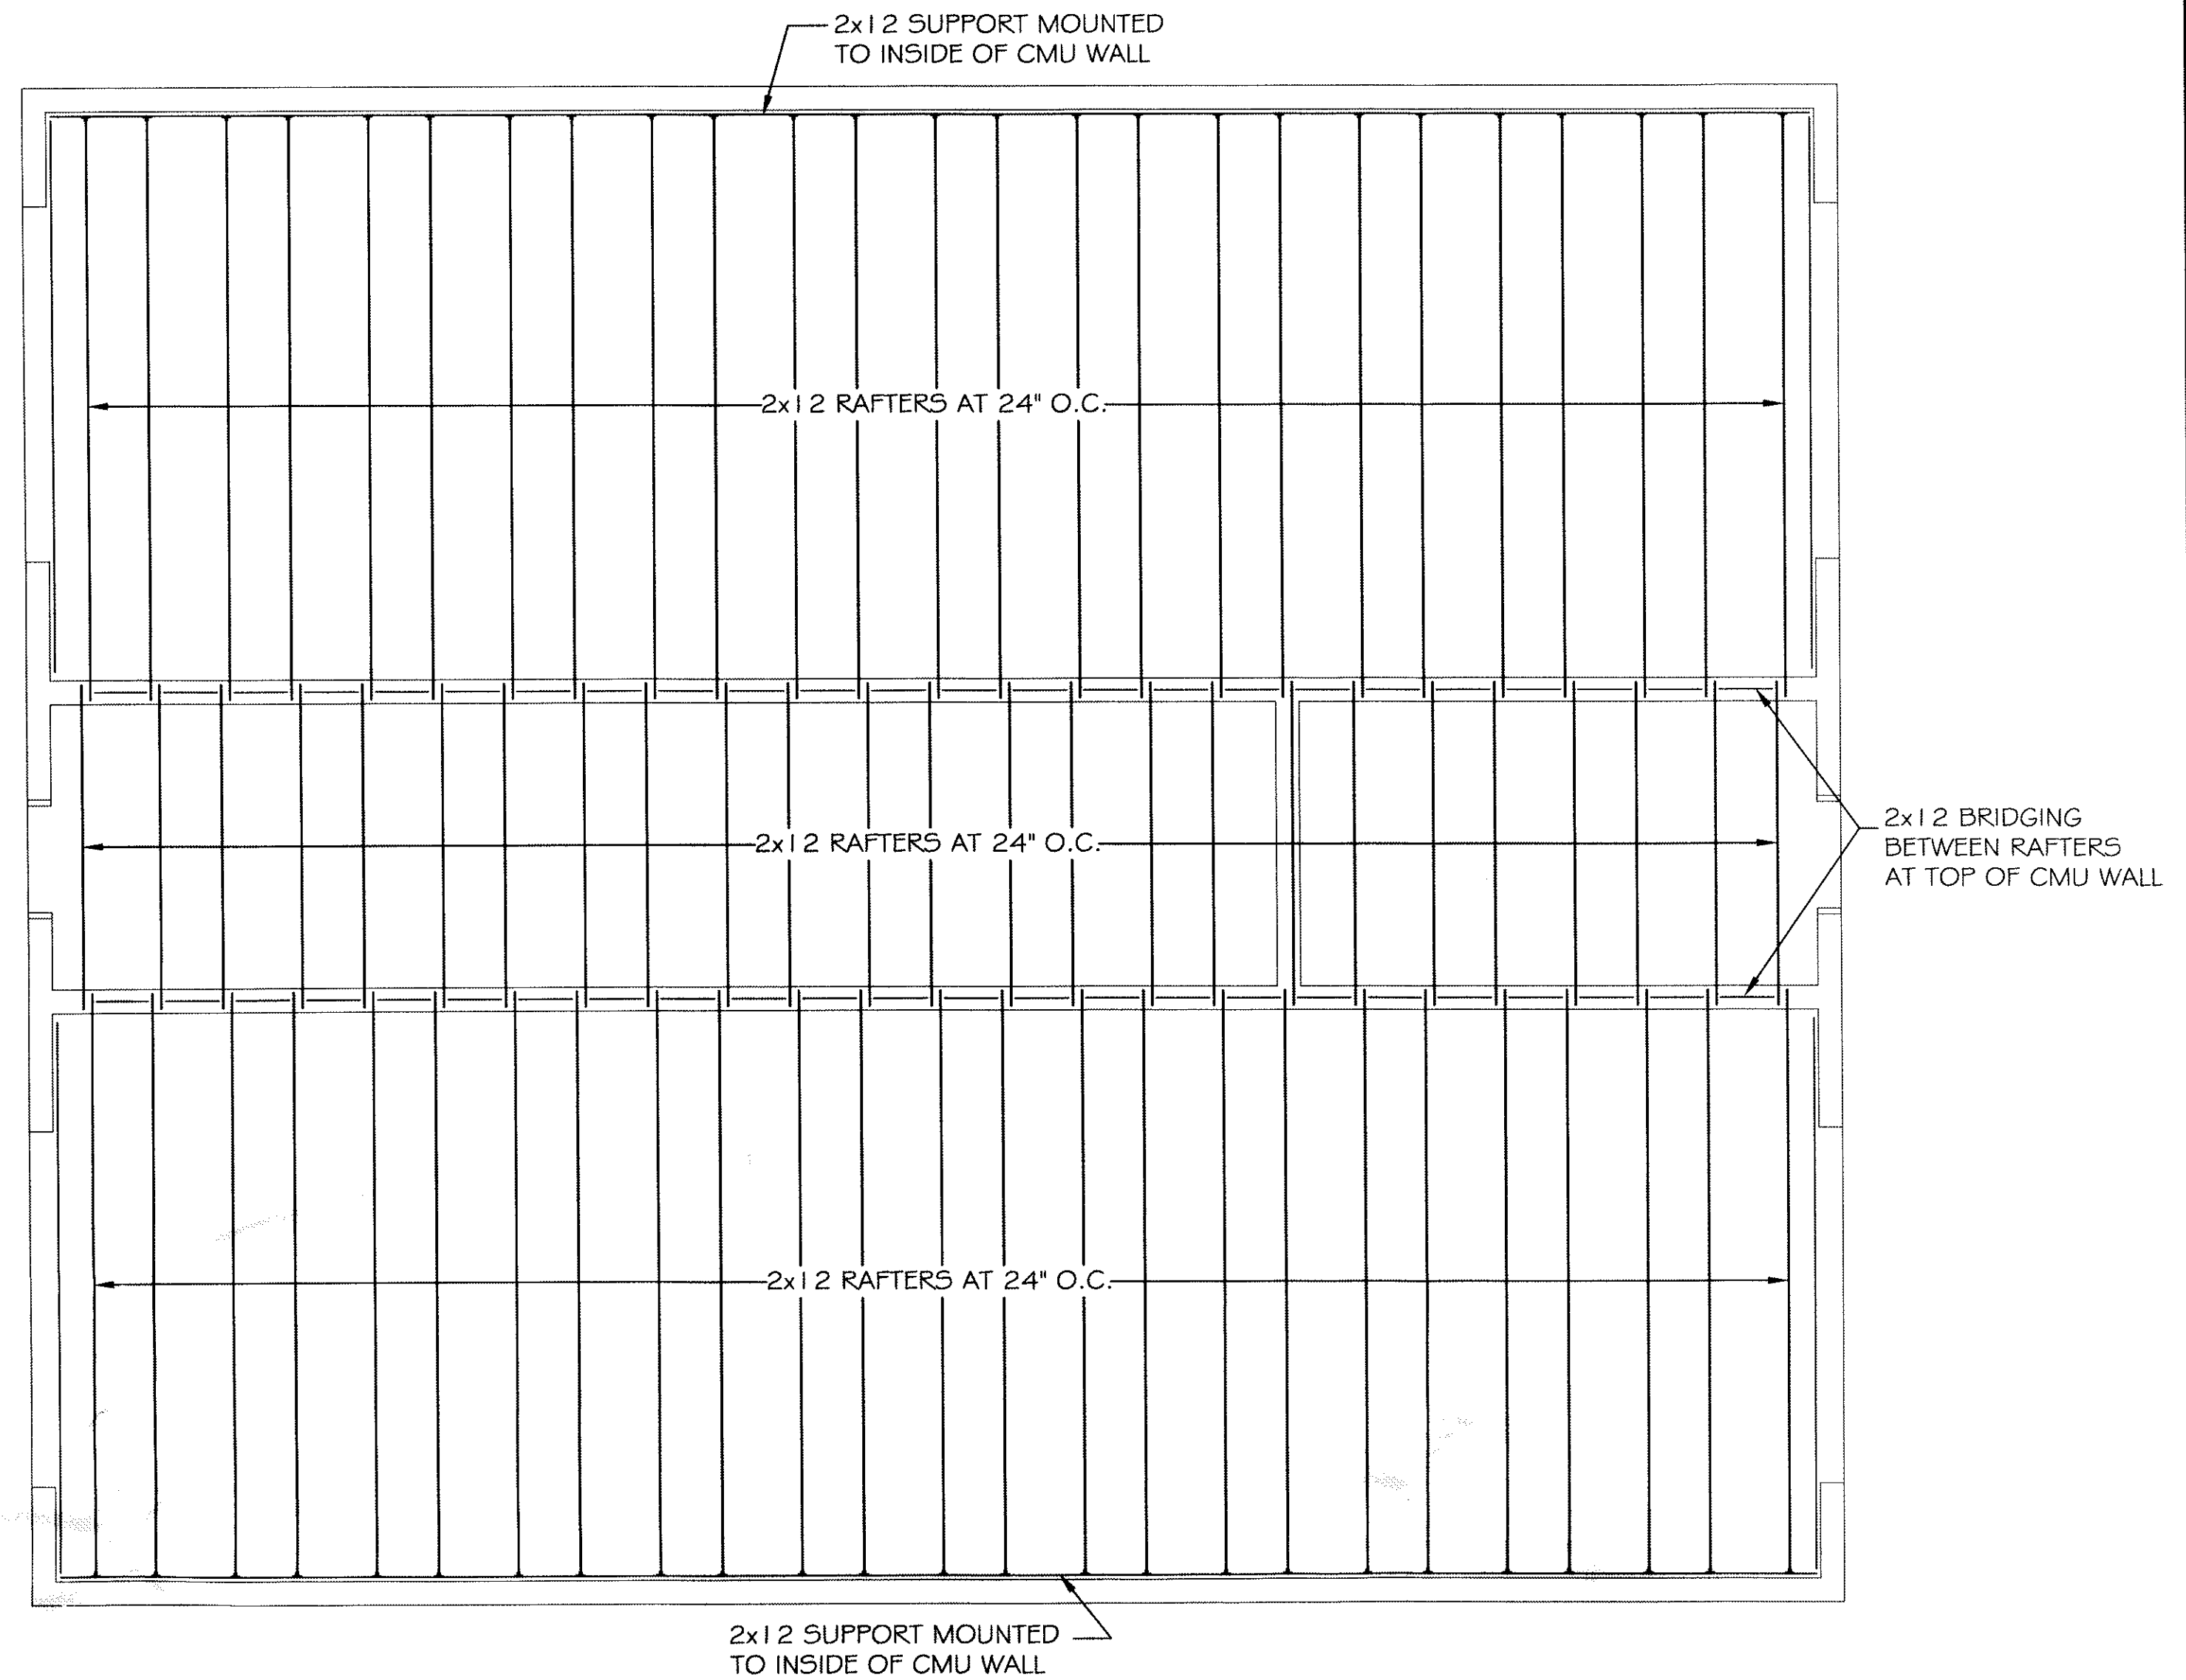 2x12 SUPPORT MOUNTED
TO INSIDE OF CMU WALL
2x12 RAFTERS AT 24" O.C.
2x12 RAFTERS AT 24" O.C.
2x12 BRIDGING
BETWEEN RAFTERS
AT TOP OF CMU WALL
2x12 RAFTERS AT 24" O.C.
2x12 SUPPORT MOUNTED
TO INSIDE OF CMU WALL